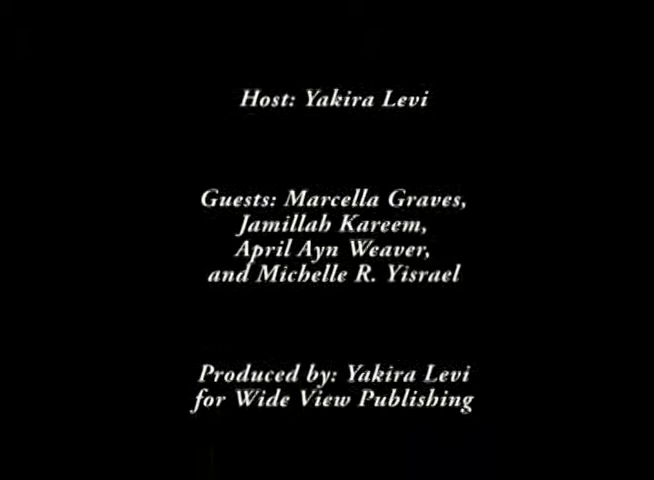 Host: Yakira Levi
Guests: Marcella Graves,
Jamillah Kareem,
April Ayn Weaver,
and Michelle R. Yisrael
Produced by: Yakira Levi
for Wide View Publishing